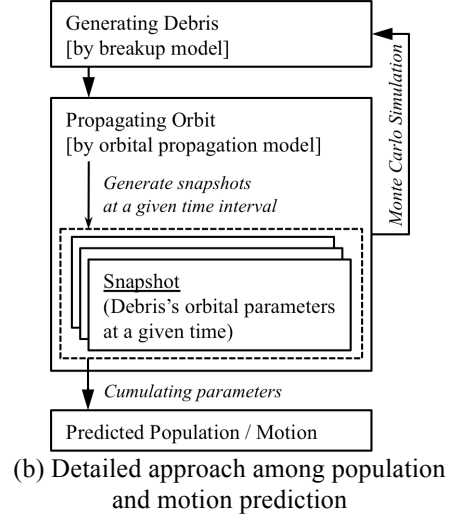 Generating Debris
[by breakup model]
Propagating Orbit
[by orbital propagation model]
Generate snapshots
at a given time interval
Monte Carlo Simulation
Snapshot
(Debris's orbital parameters
at a given time)
Cumulating parameters
Predicted Population / Motion
(b) Detailed approach among population
and motion prediction